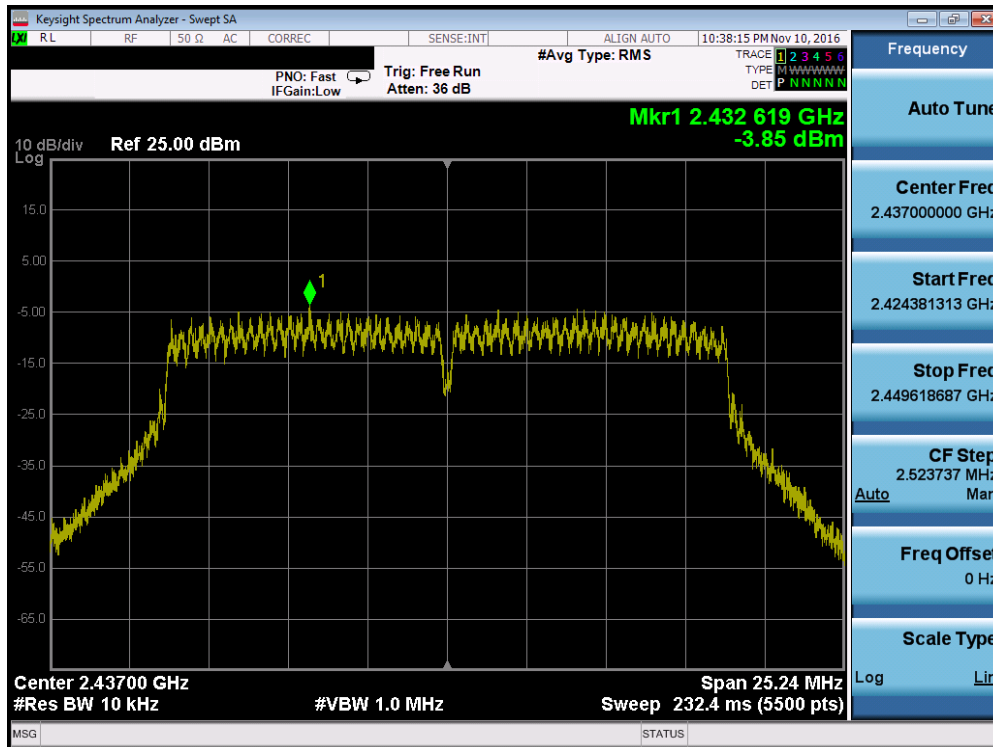 Keysight Spectrum Analyzer - Swept SA
LXI RL RF 50 Ω AC CORREC SENSE:INT ALIGN AUTO 10:38:15 PM Nov 10, 2016
Frequency
#Avg Type: RMS TRACE 1 2 3 4 5 6
PNO: Fast Trig: Free Run TYPE M W W W W W
IFGain:Low Atten: 36 dB DET P N N N N N
Auto Tune
Mkr1 2.432 619 GHz
-3.85 dBm
10 dB/div Ref 25.00 dBm
Log
Center Freq
2.437000000 GHz
15.0
5.00
Start Freq
2.424381313 GHz
1
-5.00
-15.0
Stop Freq
2.449618687 GHz
-25.0
-35.0
CF Step
2.523737 MHz
Auto Man
-45.0
-55.0
Freq Offset
0 Hz
-65.0
Scale Type
Log Lin
Center 2.43700 GHz Span 25.24 MHz
#Res BW 10 kHz #VBW 1.0 MHz Sweep 232.4 ms (5500 pts)
MSG STATUS